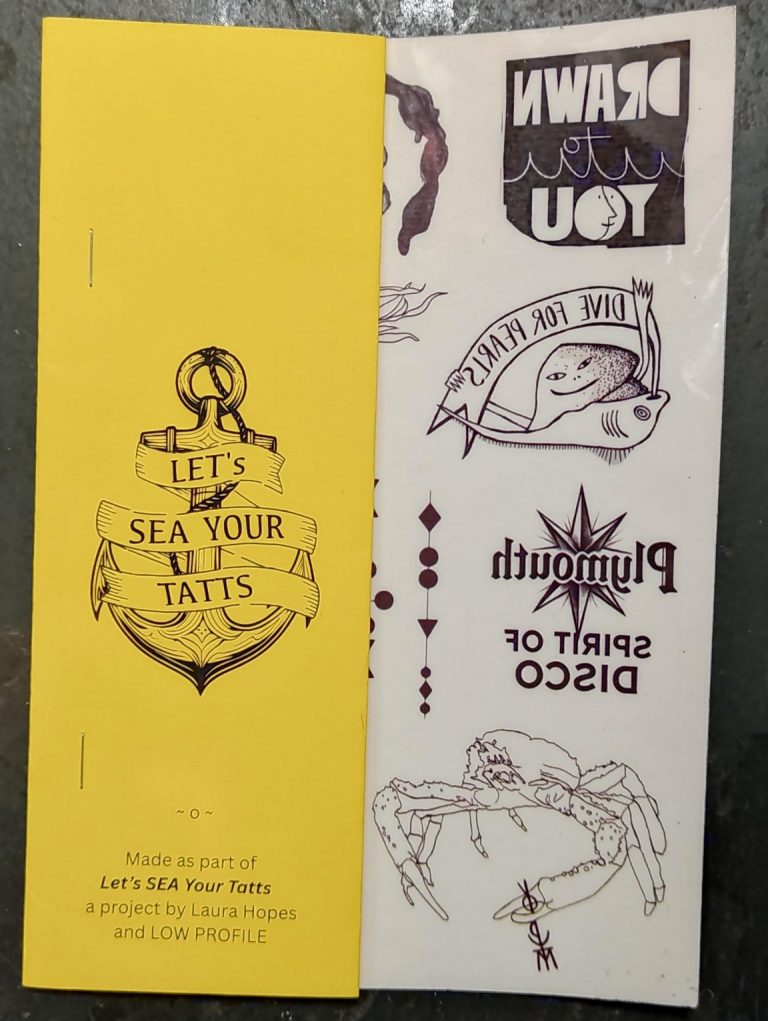 LET's
SEA YOUR
TATTS
~ o ~
Made as part of
Let's SEA Your Tatts
a project by Laura Hopes
and LOW PROFILE
DRAWN
to
YOU
DIVE FOR PEARLS
Plymouth
SPIRIT OF
DISCO